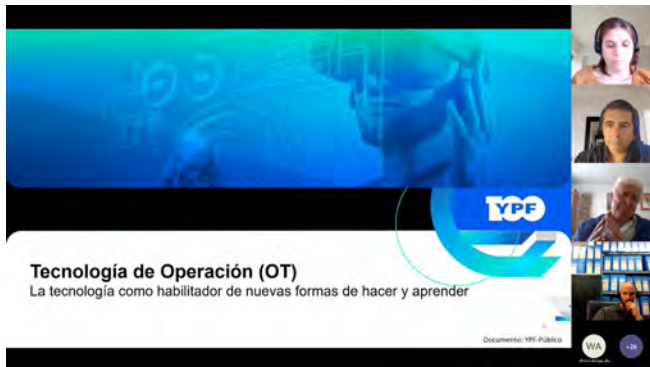 YPF
100
Tecnología de Operación (OT)
La tecnología como habilitador de nuevas formas de hacer y aprender
Documento: YPF-Público
WA
+26